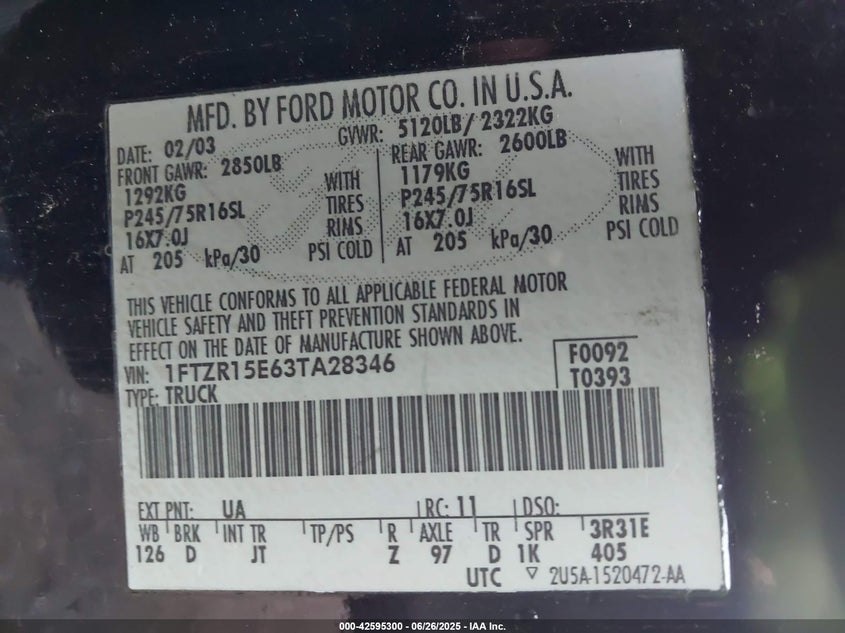 MFD. BY FORD MOTOR CO. IN U.S.A.
DATE: 02/03 GVWR: 5120LB/ 2322KG
FRONT GAWR: 2850LB REAR GAWR: 2600LB
1292KG WITH 1179KG WITH
P245/75R16SL TIRES P245/75R16SL TIRES
16X7.0J RIMS 16X7.0J RIMS
AT 205 kPa/30 PSI COLD AT 205 kPa/30 PSI COLD
THIS VEHICLE CONFORMS TO ALL APPLICABLE FEDERAL MOTOR
VEHICLE SAFETY AND THEFT PREVENTION STANDARDS IN
EFFECT ON THE DATE OF MANUFACTURE SHOWN ABOVE.
VIN: 1FTZR15E63TA28346 F0092
TYPE: TRUCK T0393
EXT PNT: UA RC: 11 DSO:
WB BRK INT TR TP/PS R AXLE TR SPR 3R31E
126 D JT Z 97 D 1K 405
UTC ▽ 2U5A-1520472-AA
000-42595300 - 06/26/2025 - IAA Inc.